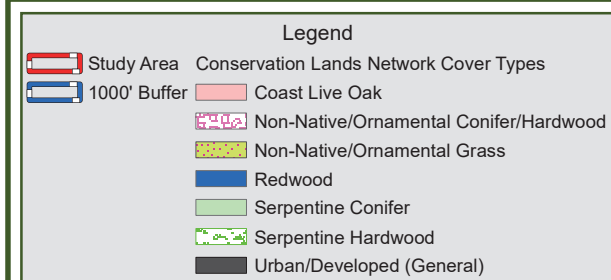 Legend
Study Area Conservation Lands Network Cover Types
1000' Buffer Coast Live Oak
Non-Native/Ornamental Conifer/Hardwood
Non-Native/Ornamental Grass
Redwood
Serpentine Conifer
Serpentine Hardwood
Urban/Developed (General)